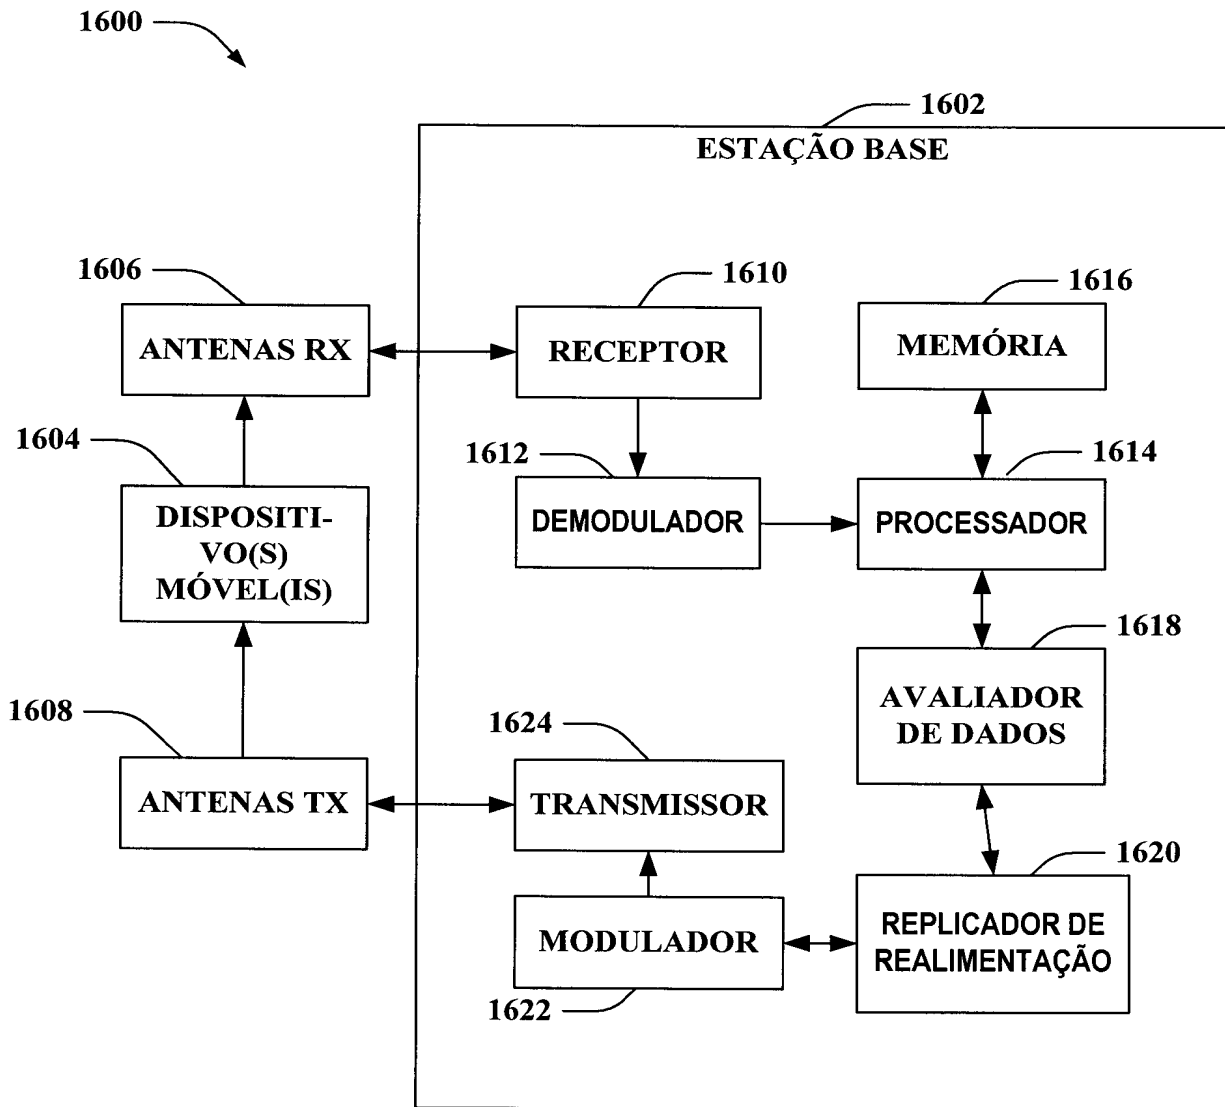 1600
1602
ESTAÇÃO BASE
1606
1610
1616
ANTENAS RX
RECEPTOR
MEMÓRIA
1604
1612
1614
DISPOSITI-
VO(S)
MÓVEL(IS)
DEMODULADOR
PROCESSADOR
1618
AVALIADOR
DE DADOS
1608
1624
ANTENAS TX
TRANSMISSOR
1620
MODULADOR
REPLICADOR DE
REALIMENTAÇÃO
1622